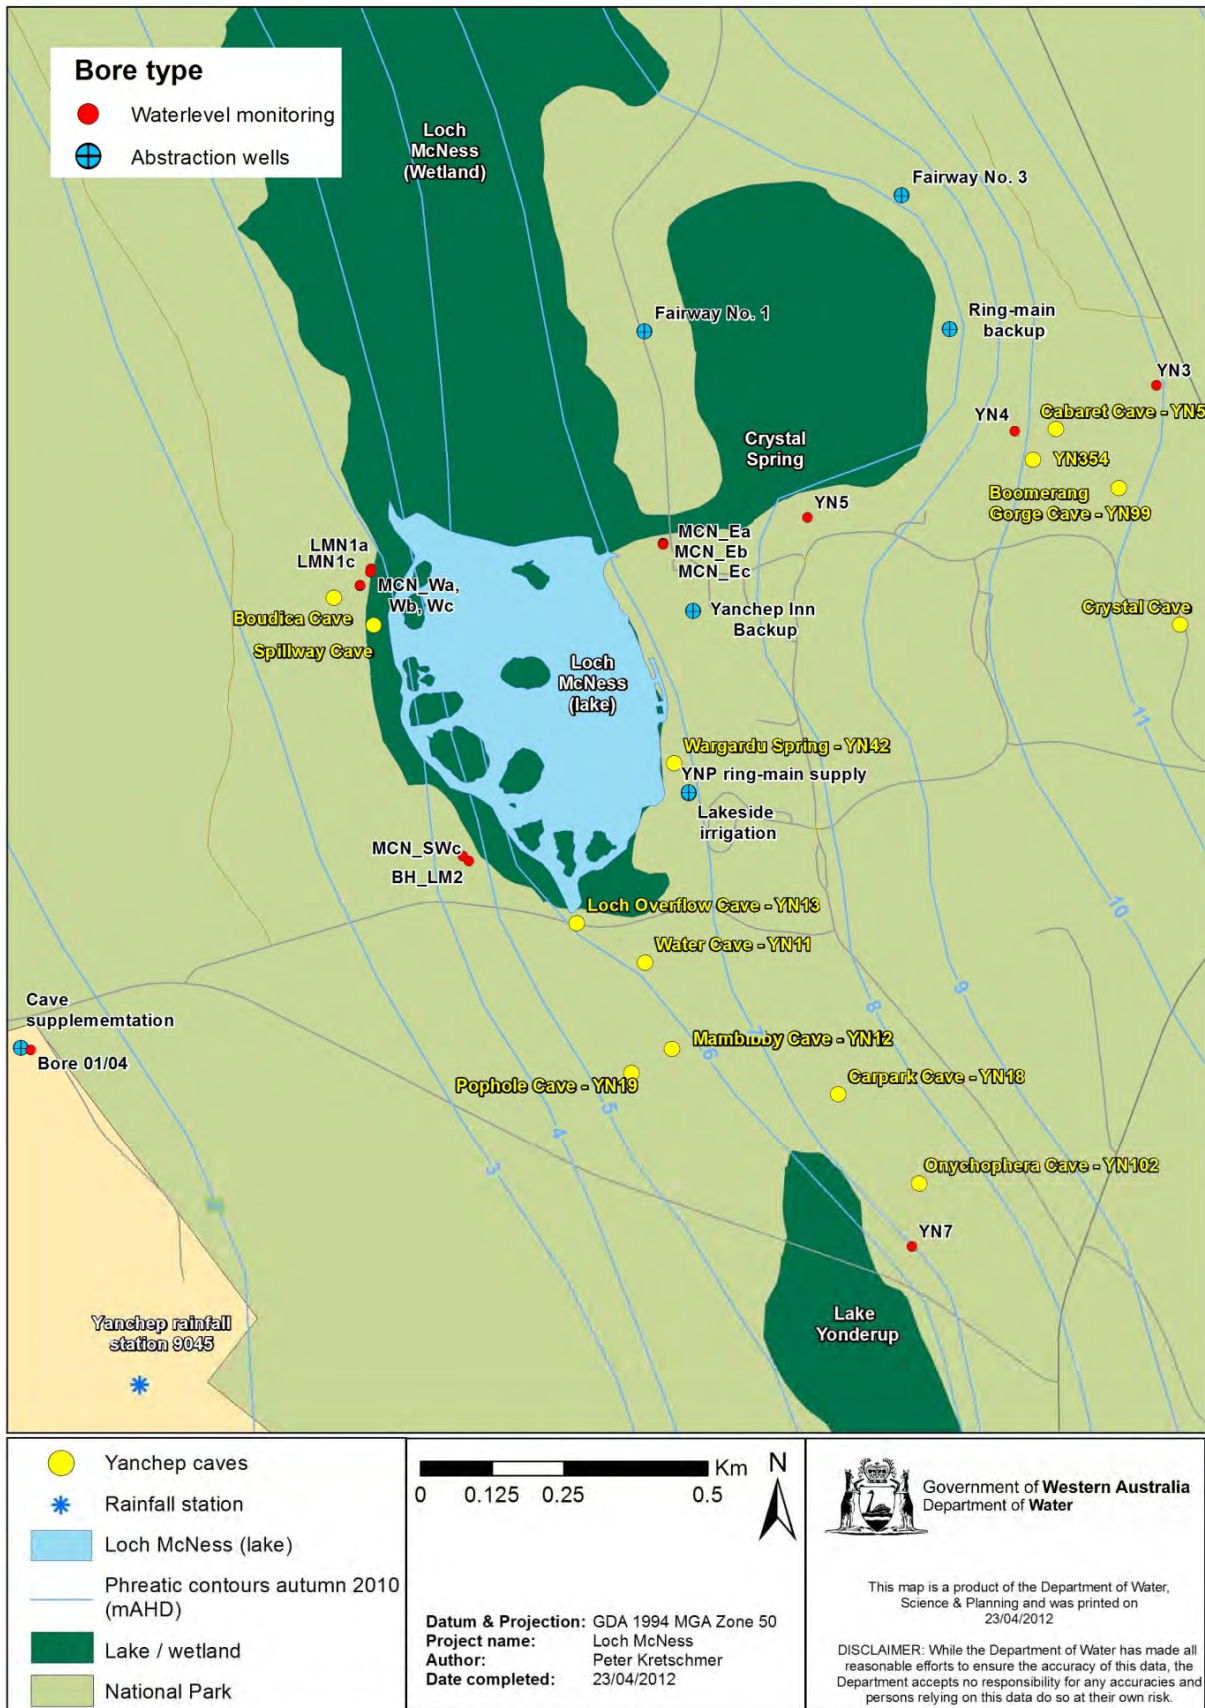 Bore type
Waterlevel monitoring
Abstraction wells
Loch
McNess
(Wetland)
Fairway No. 3
Fairway No. 1
Ring-main
backup
YN3
Cabaret Cave - YN5
YN4
YN354
Crystal
Spring
Boomerang
Gorge Cave - YN99
YN5
MCN_Ea
MCN_Eb
MCN_Ec
LMN1a
LMN1c
MCN_Wa,
Wb, Wc
Boudica Cave
Spillway Cave
Yanchep Inn
Backup
Crystal Cave
Loch
McNess
(lake)
11
Wargardu Spring - YN42
YNP ring-main supply
Lakeside
irrigation
MCN_SWc
BH_LM2
Loch Overflow Cave - YN13
10
Water Cave - YN11
9
8
Cave
supplememtation
Bore 01/04
7
6
Mambibby Cave - YN12
Pophole Cave - YN19
Carpark Cave - YN18
5
4
3
Onychophera Cave - YN102
2
YN7
Lake
Yonderup
Yanchep rainfall
station 9045
Yanchep caves
Rainfall station
Loch McNess (lake)
Phreatic contours autumn 2010
(mAHD)
Lake / wetland
National Park
Km
0 0.125 0.25 0.5
N
Datum & Projection: GDA 1994 MGA Zone 50
Project name: Loch McNess
Author: Peter Kretschmer
Date completed: 23/04/2012
Government of Western Australia
Department of Water
This map is a product of the Department of Water,
Science & Planning and was printed on
23/04/2012
DISCLAIMER: While the Department of Water has made all
reasonable efforts to ensure the accuracy of this data, the
Department accepts no responsibility for any accuracies and
persons relying on this data do so at their own risk.